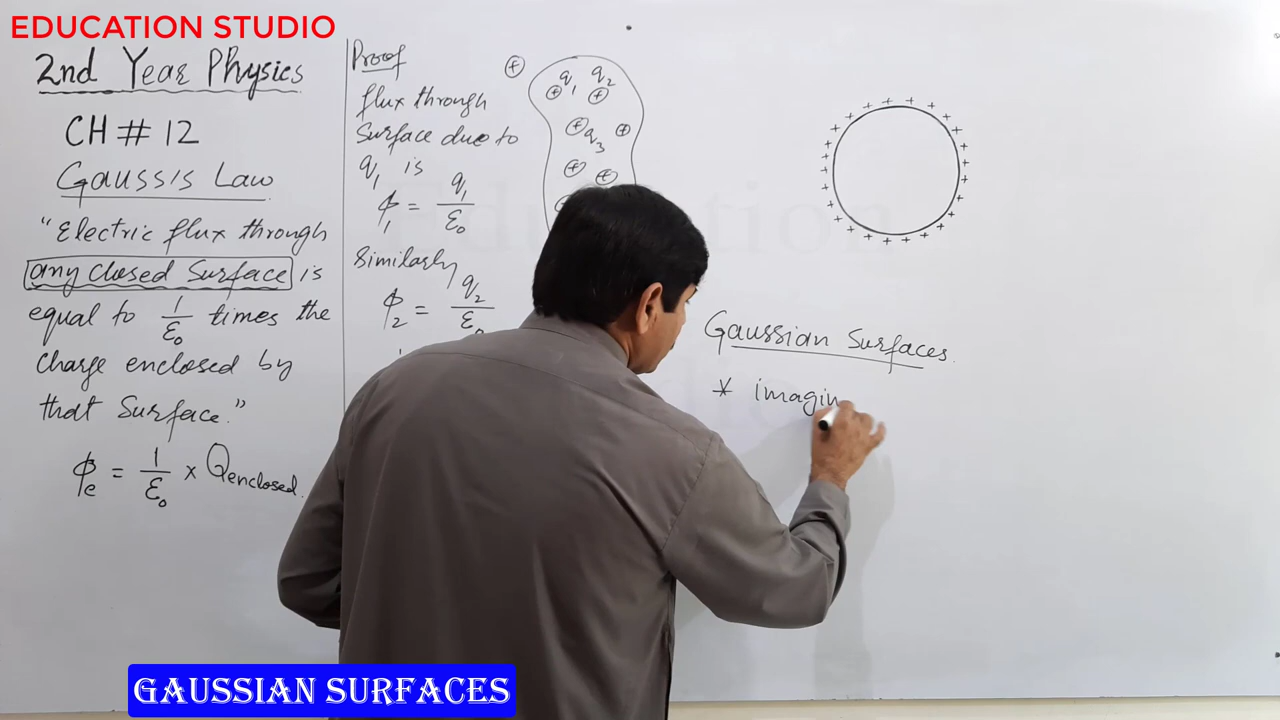 EDUCATION STUDIO
2nd Year Physics
CH # 12
Gauss's Law
"Electric flux through
any closed Surface is
equal to 1/ε₀ times the
charge enclosed by
that Surface."
ϕe = 1/ε₀ × Qenclosed.
Proof
flux through
Surface due to
q₁ is
ϕ₁ = q₁/ε₀
Similarly
ϕ₂ = q₂/ε₀
+ q₁ q₂
+ +
+ q₃ +
+ +
+ + + + + + + + + + + + + + + + + + + + + + + +
Gaussian Surfaces.
* imagin
Education
GAUSSIAN SURFACES